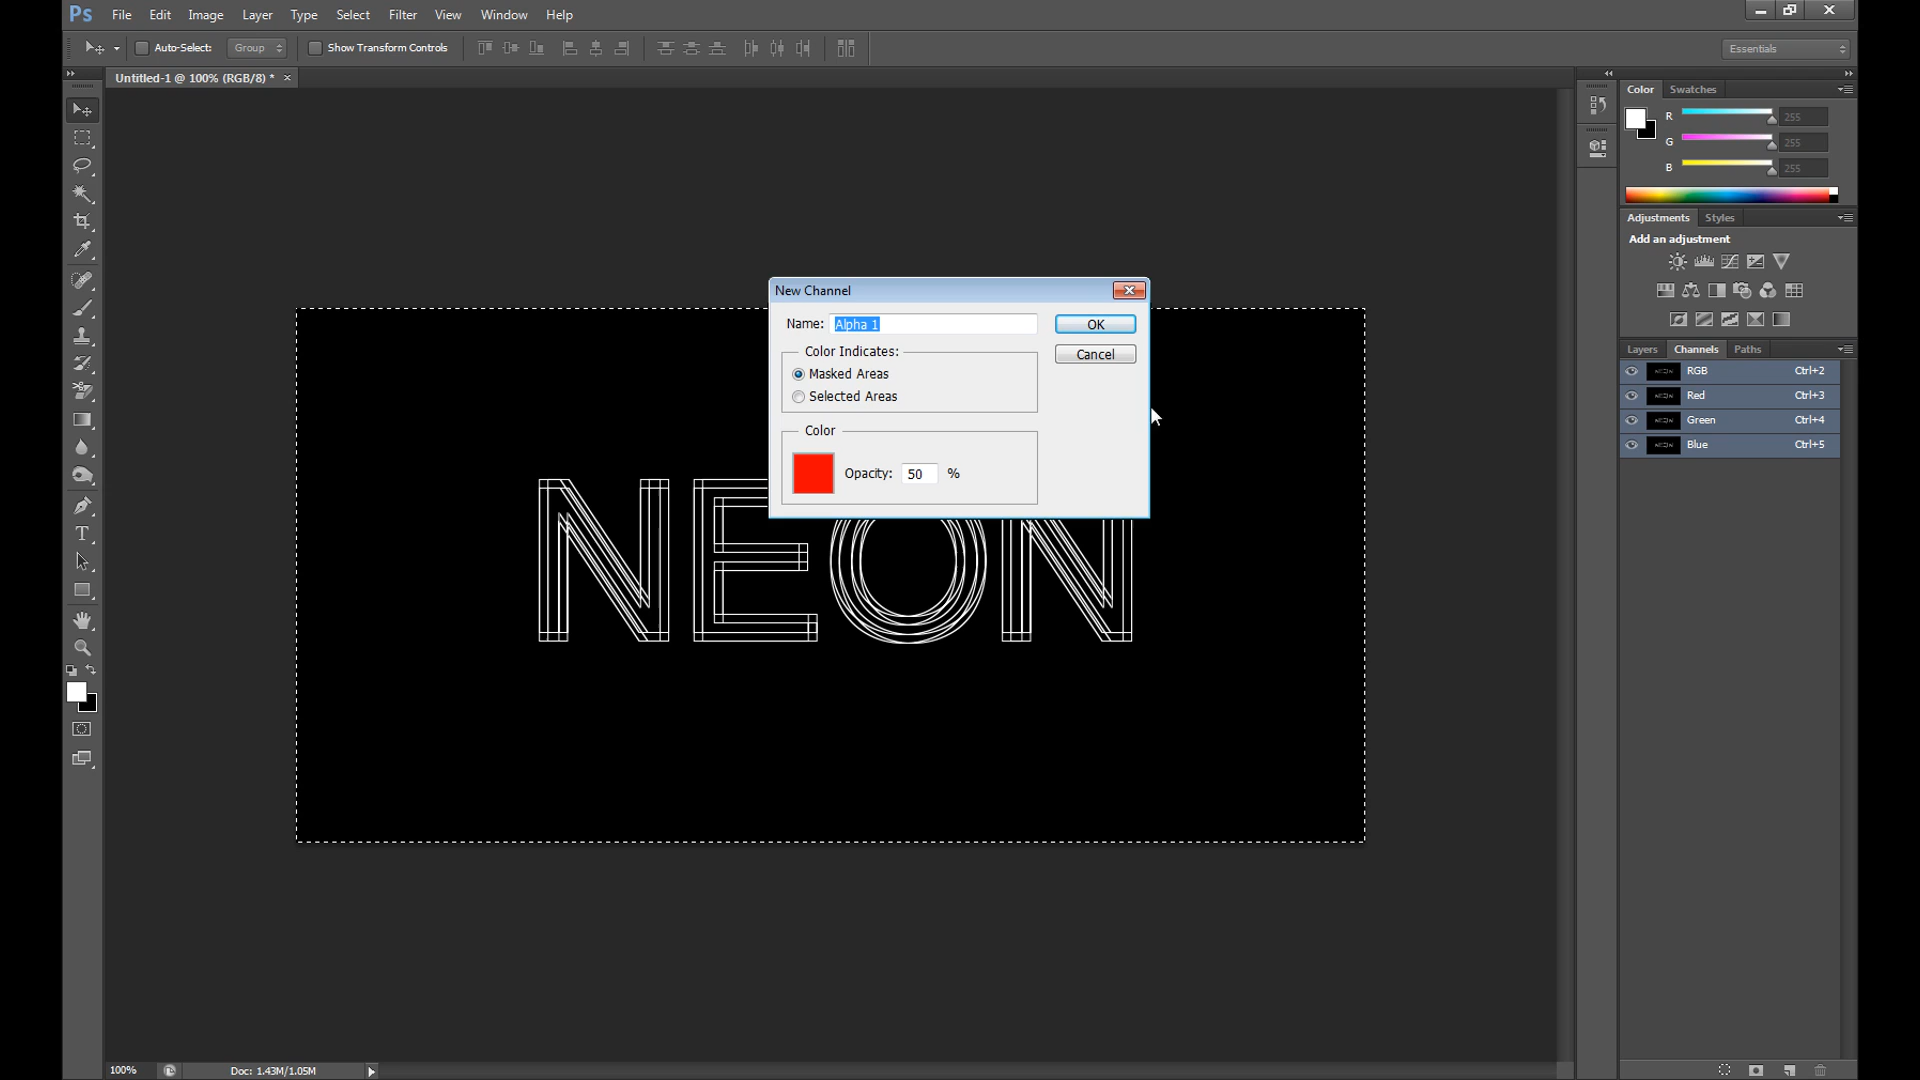 Ps File Edit Image Layer Type Select Filter View Window Help
Auto-Select: Group Show Transform Controls Essentials
Untitled-1 @ 100% (RGB/8) * ×
Color Swatches
R 255
G 255
B 255
Adjustments Styles
Add an adjustment
New Channel
Name: Alpha 1 OK
Color Indicates: Cancel
Masked Areas
Selected Areas
Color
Opacity: 50 %
Layers Channels Paths
RGB Ctrl+2
Red Ctrl+3
Green Ctrl+4
Blue Ctrl+5
NEON
T
100% Doc: 1.43M/1.05M